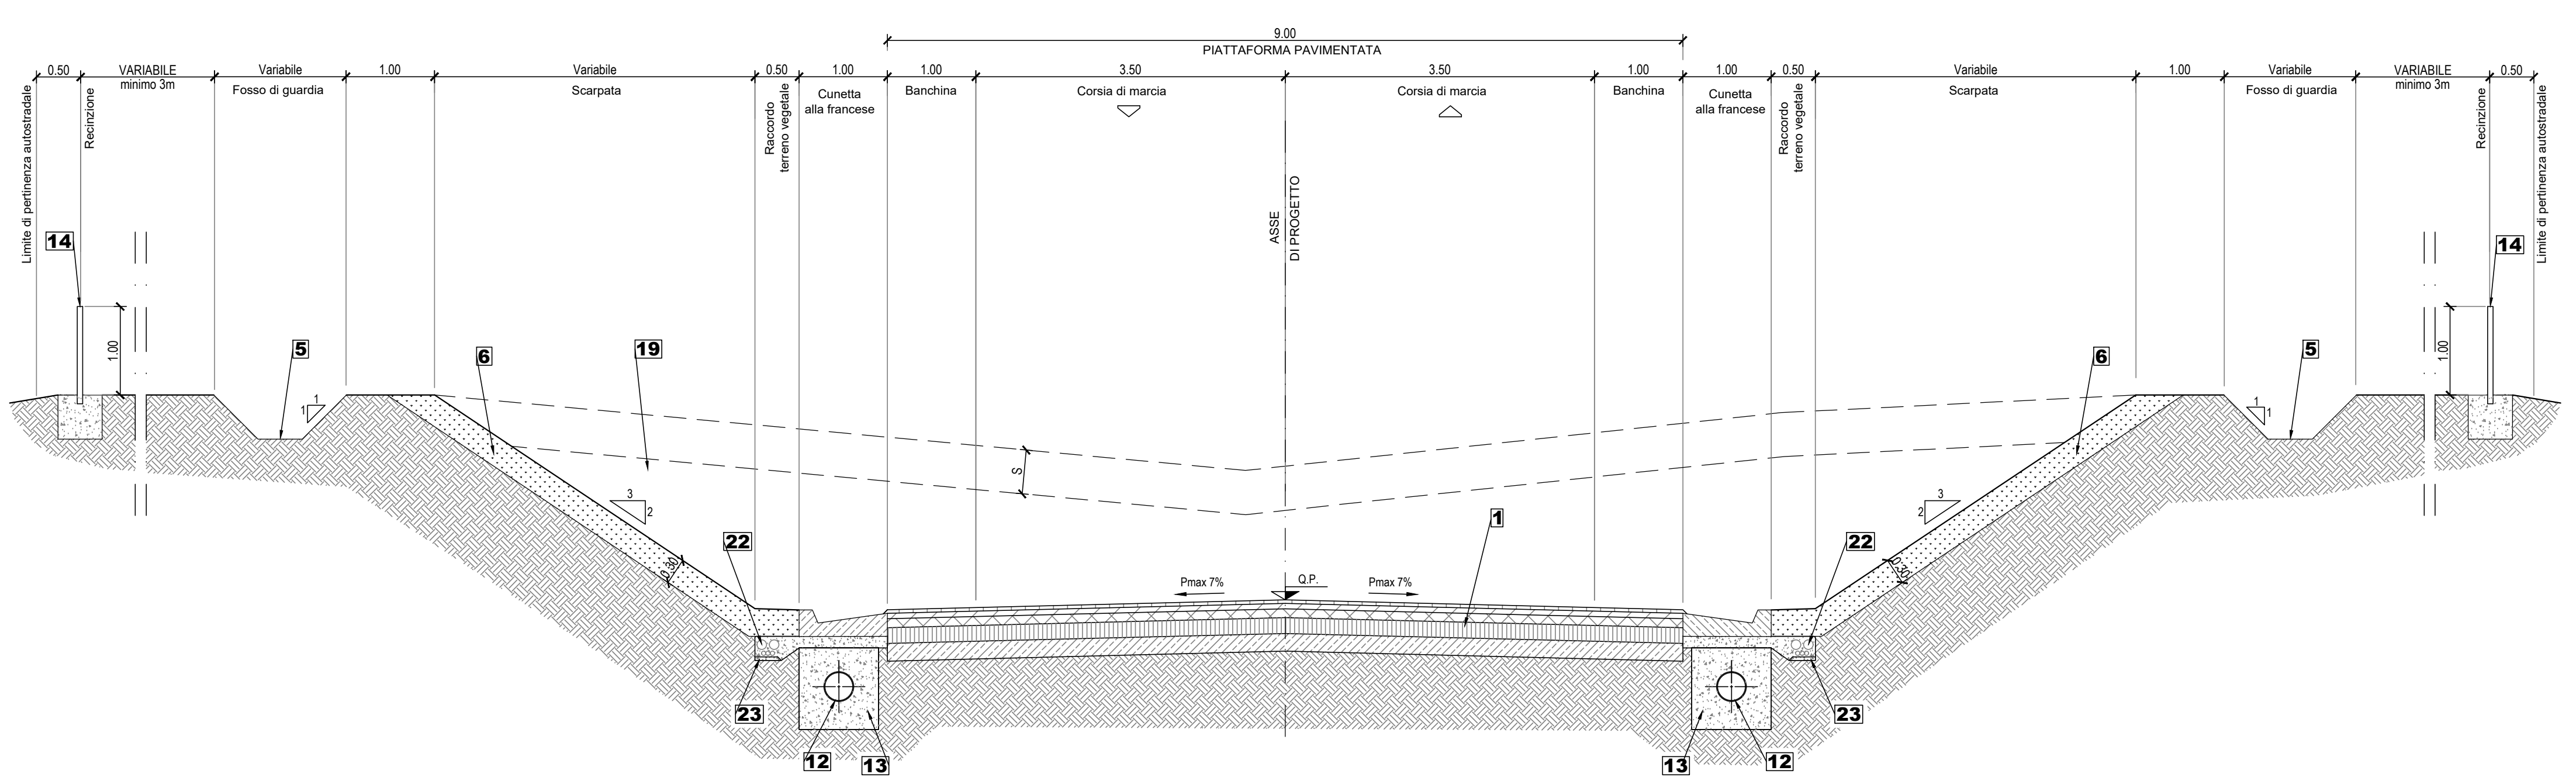 9.00
PIATTAFORMA PAVIMENTATA
0.50 VARIABILE Variabile 1.00 Variabile 0.50 1.00 1.00 3.50 3.50 1.00 1.00 0.50 Variabile 1.00 Variabile VARIABILE 0.50
minimo 3m Fosso di guardia Scarpata Cunetta Banchina Corsia di marcia Corsia di marcia Banchina Cunetta Scarpata Fosso di guardia minimo 3m
alla francese alla francese
Limite di pertinenza autostradale
Recinzione
Raccordo
terreno vegetale
ASSE
DI PROGETTO
Raccordo
terreno vegetale
Recinzione
Limite di pertinenza autostradale
14 14
1.00 5 6 19 6 5 1.00
1 1 1 1
S
3 3
2 2
1
22 22
0.30 0.30
Pmax 7% Q.P. Pmax 7%
23 23
12 13 13 12